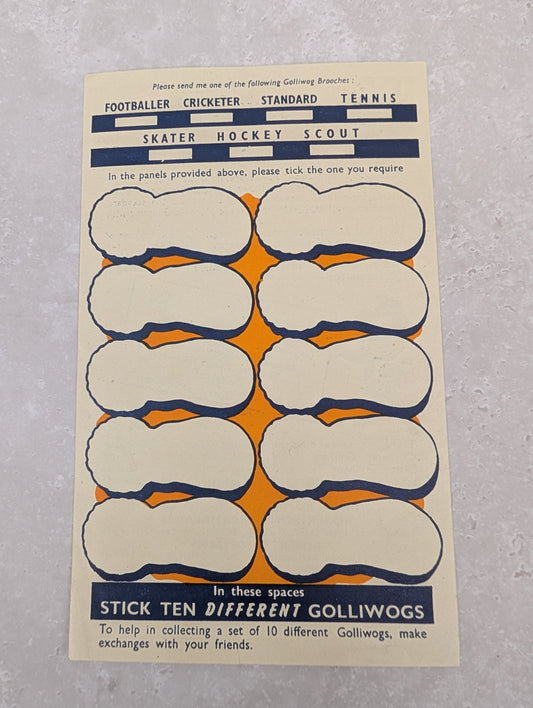 Please send me one of the following Golliwog Brooches :
FOOTBALLER CRICKETER STANDARD TENNIS
SKATER HOCKEY SCOUT
In the panels provided above, please tick the one you require
In these spaces
STICK TEN DIFFERENT GOLLIWOGS
To help in collecting a set of 10 different Golliwogs, make
exchanges with your friends.